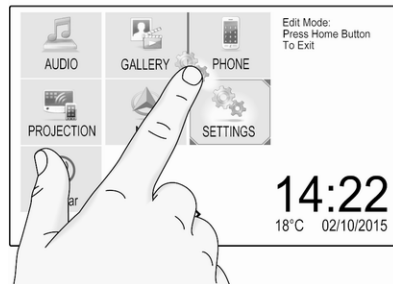 AUDIO
GALLERY
PHONE
Edit Mode:
Press Home Button
To Exit
PROJECTION
SETTINGS
14:22
18°C 02/10/2015